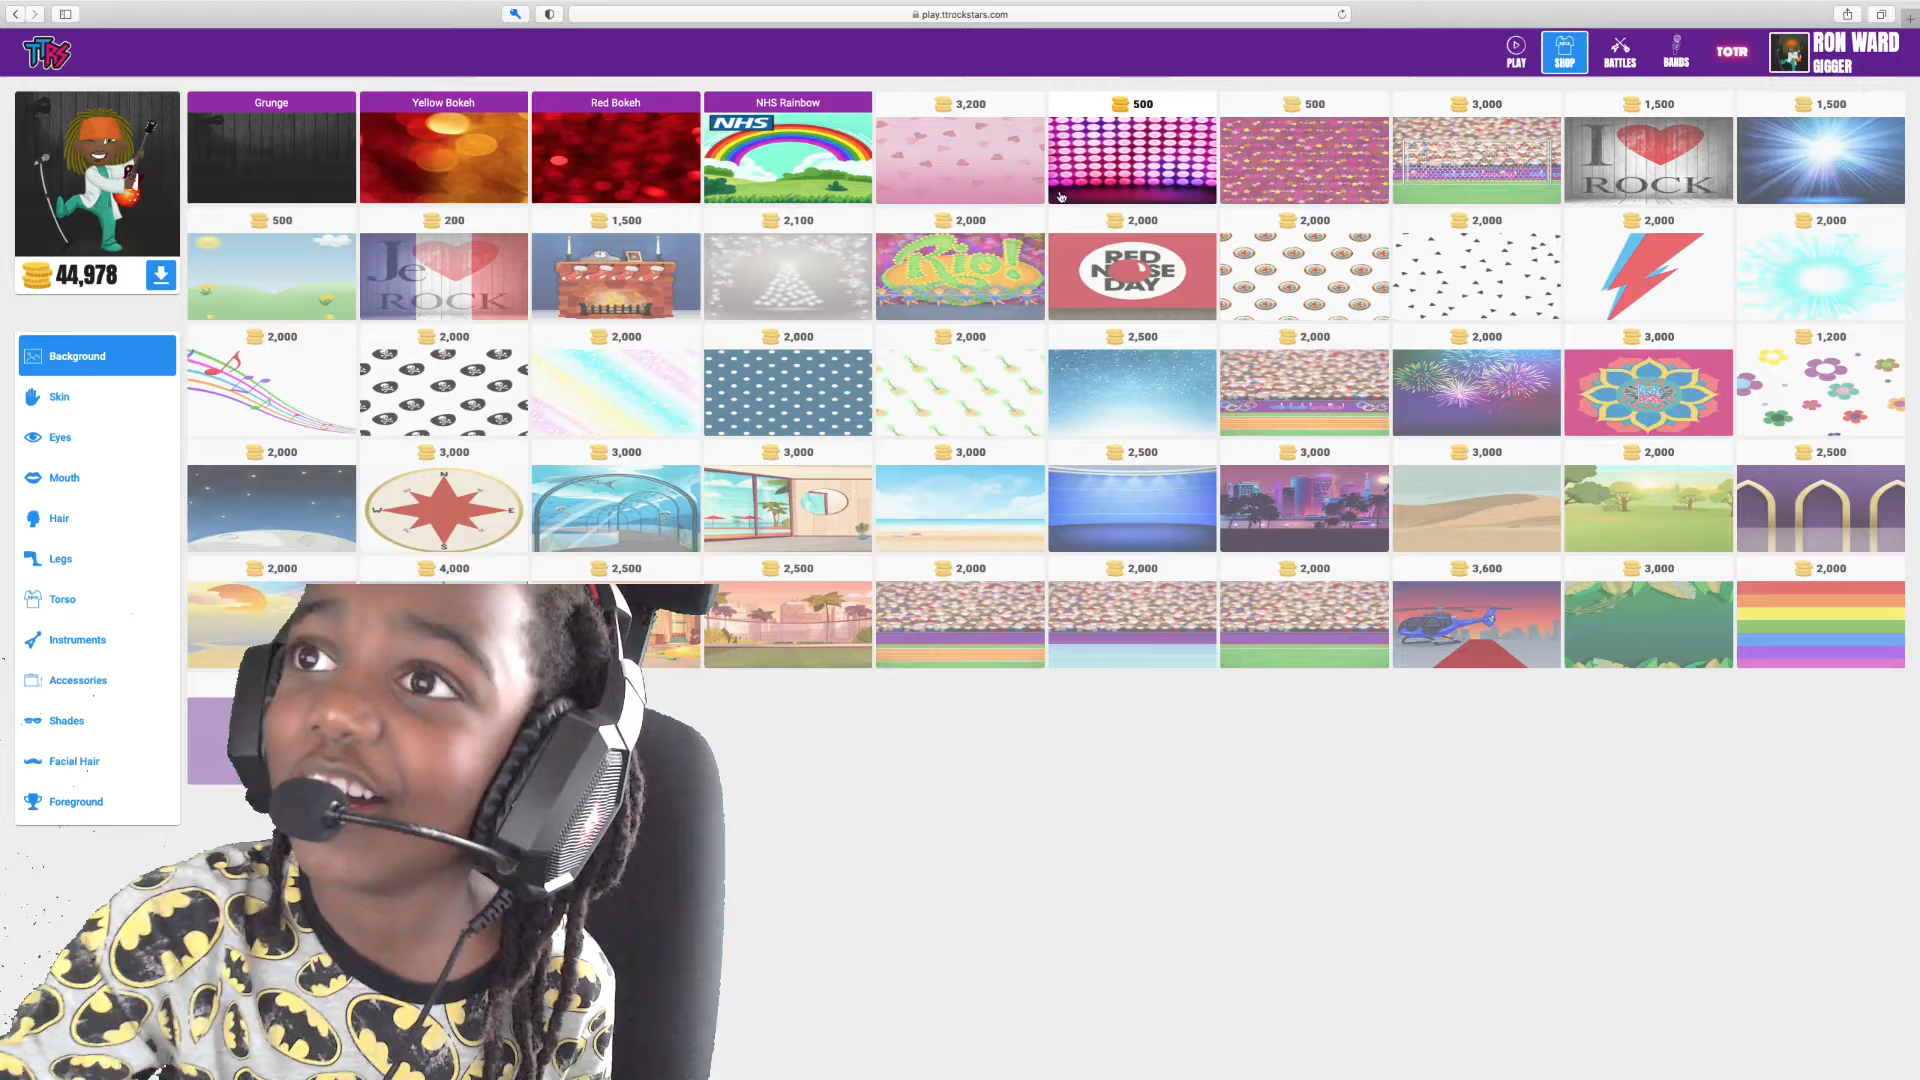 play.ttrockstars.com
TTRS
PLAY
SHOP
BATTLES
BANDS
TOTR
RON WARD
GIGGER
44,978
Background
Skin
Eyes
Mouth
Hair
Legs
Torso
Instruments
Accessories
Shades
Facial Hair
Foreground
Grunge
Yellow Bokeh
Red Bokeh
NHS Rainbow
3,200
500
500
3,000
1,500
1,500
NHS
I
ROCK
500
200
1,500
2,100
2,000
2,000
2,000
2,000
2,000
2,000
Je
ROCK
Rio!
RED
NOSE
DAY
2,000
2,000
2,000
2,000
2,000
2,500
2,000
2,000
3,000
1,200
2,000
3,000
3,000
3,000
3,000
2,500
3,000
3,000
2,000
2,500
N
W
E
S
2,000
4,000
2,500
2,500
2,000
2,000
2,000
3,600
3,000
2,000